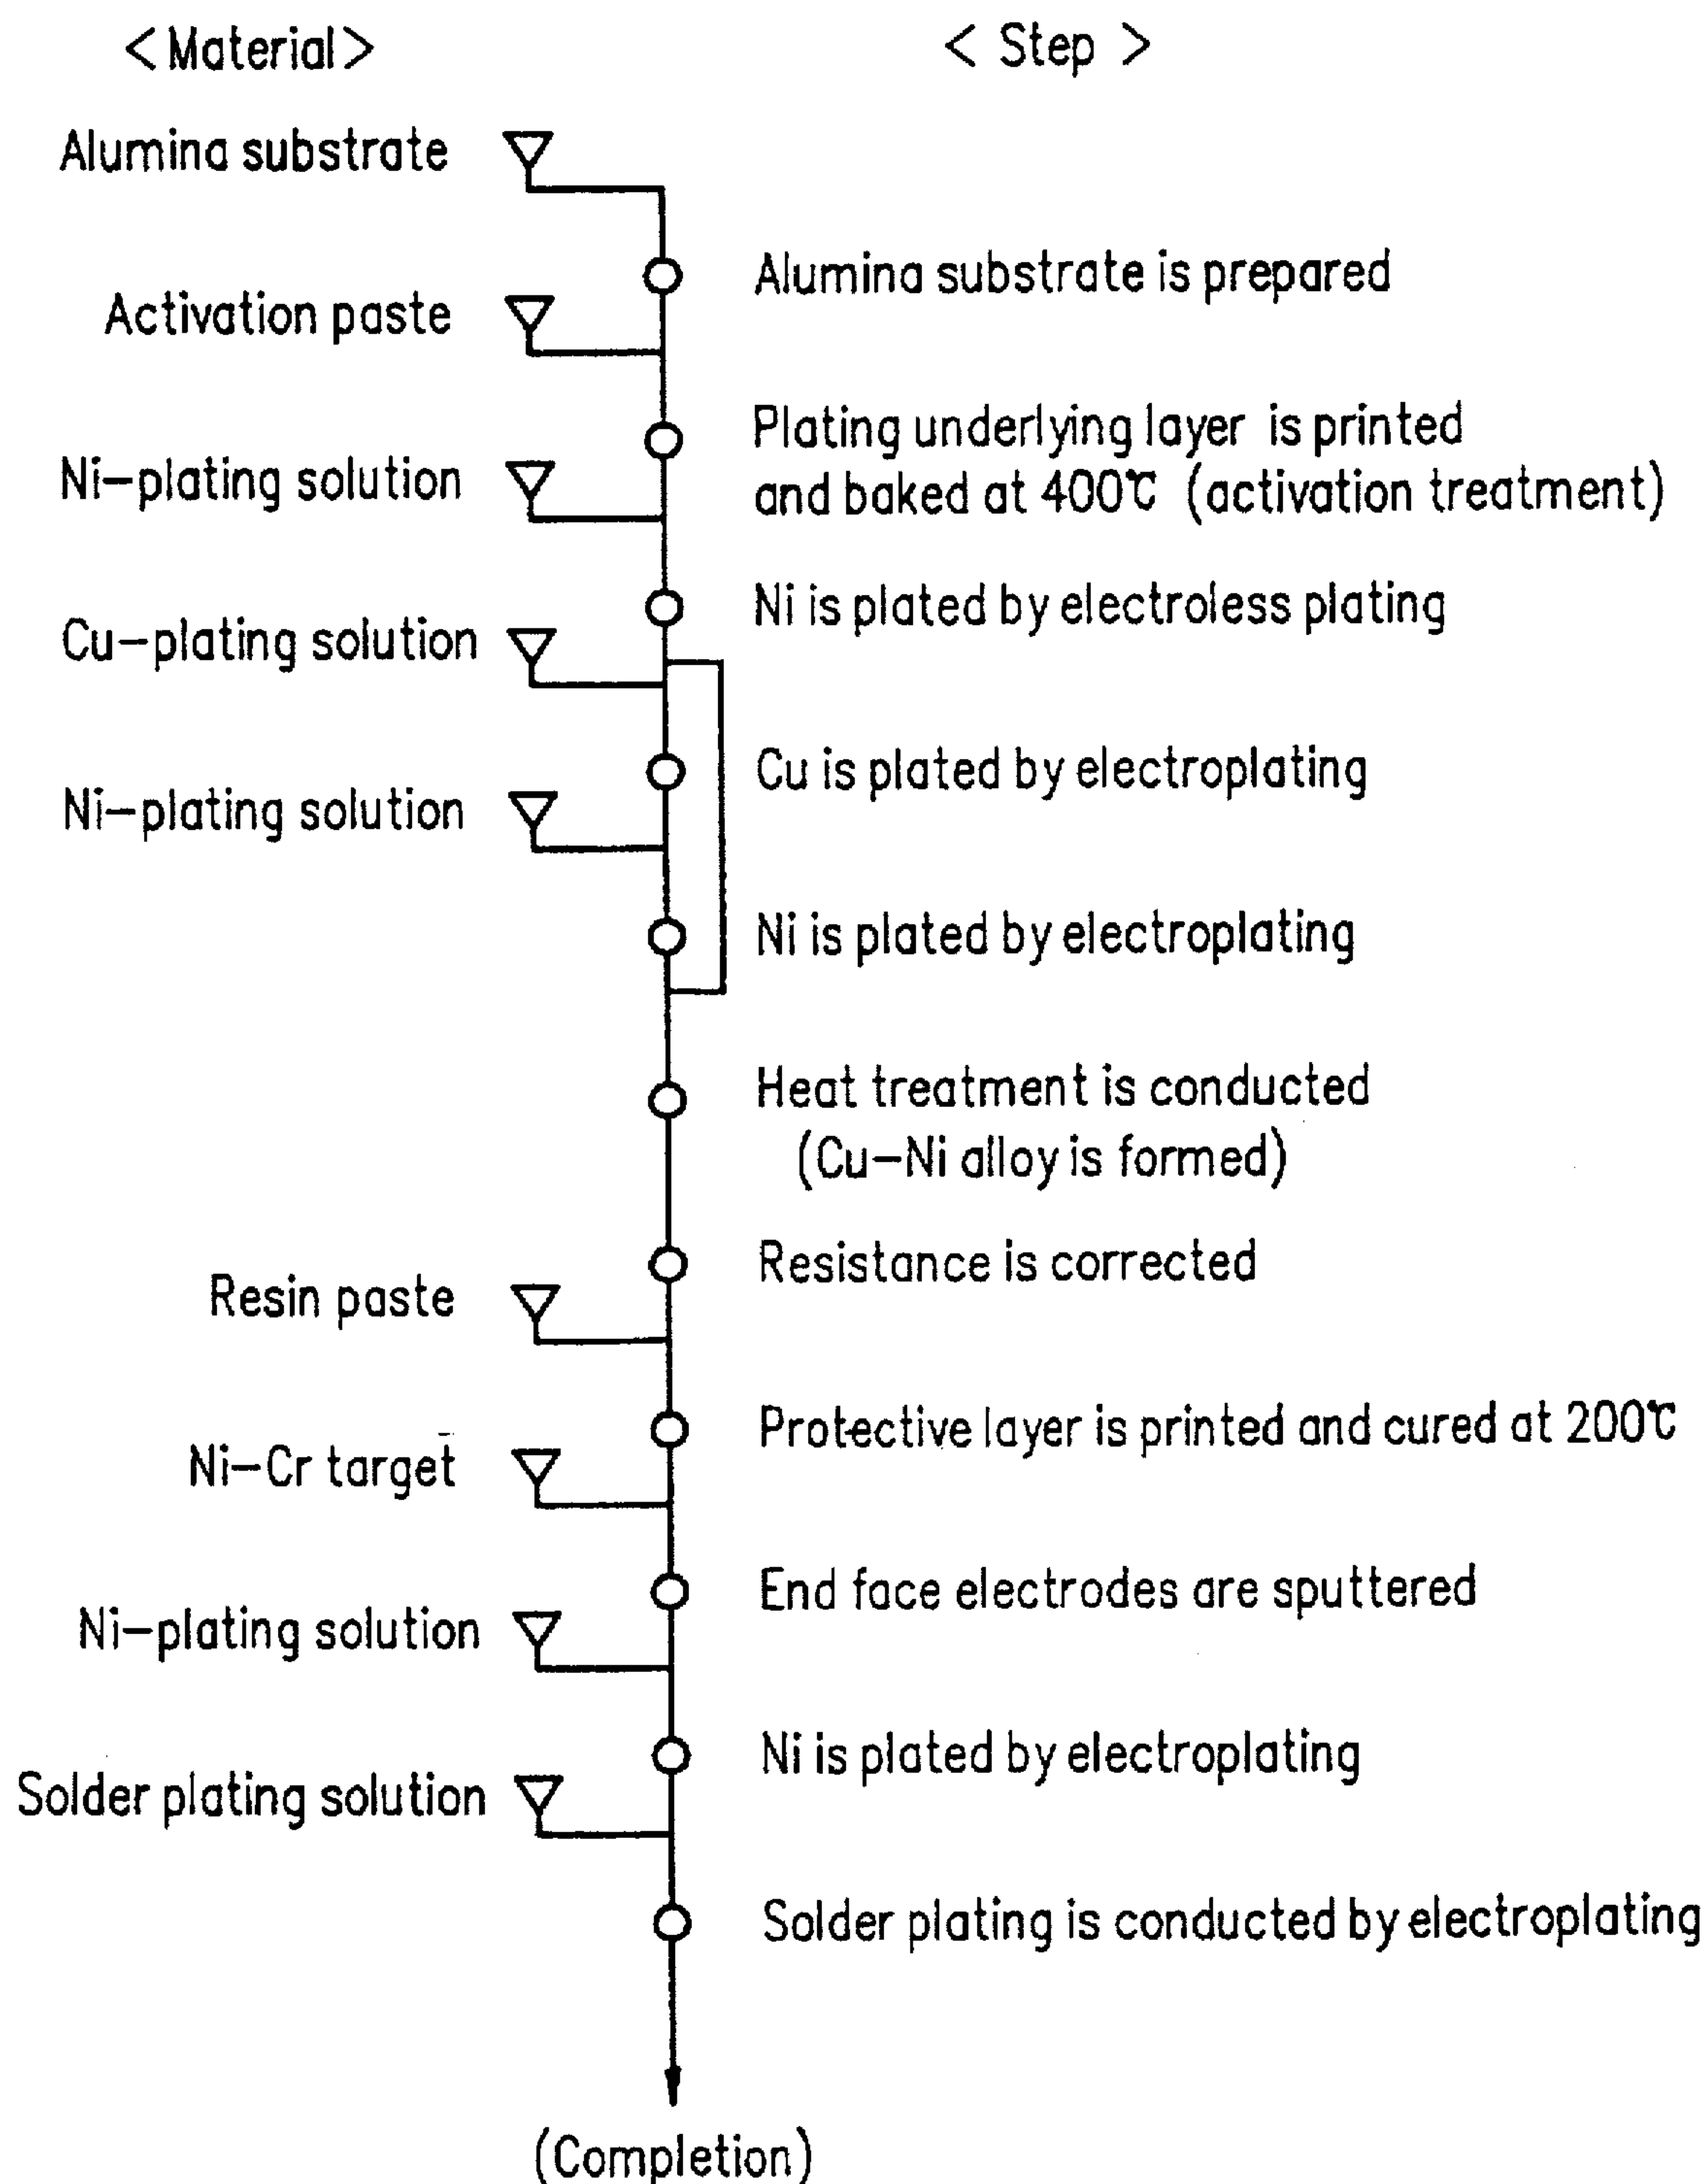 <Material>
< Step >
Alumina substrate
Alumina substrate is prepared
Activation paste
Plating underlying layer is printed
and baked at 400℃ (activation treatment)
Ni-plating solution
Ni is plated by electroless plating
Cu-plating solution
Cu is plated by electroplating
Ni-plating solution
Ni is plated by electroplating
Heat treatment is conducted
(Cu-Ni alloy is formed)
Resistance is corrected
Resin paste
Protective layer is printed and cured at 200℃
Ni-Cr target
End face electrodes are sputtered
Ni-plating solution
Ni is plated by electroplating
Solder plating solution
Solder plating is conducted by electroplating
(Completion)